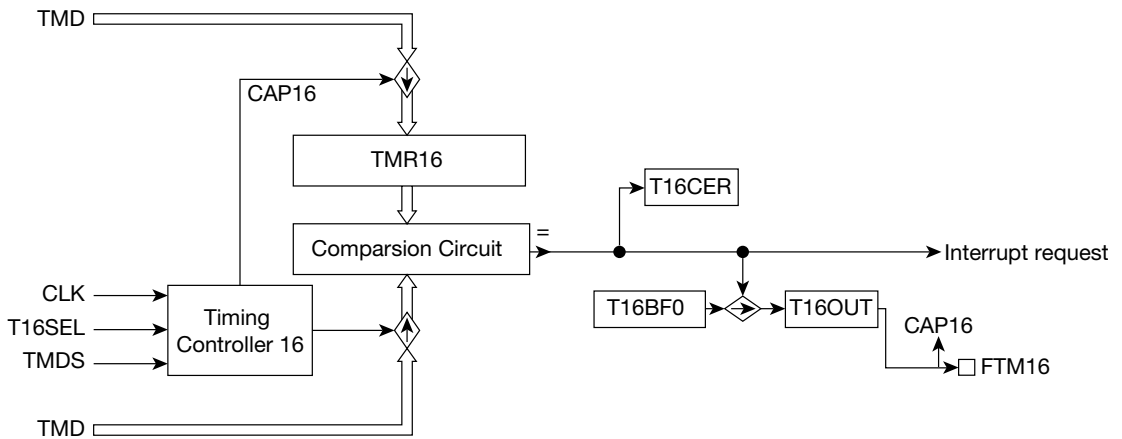 TMD
CAP16
TMR16
T16CER
Comparsion Circuit
=
Interrupt request
CLK
T16SEL
TMDS
Timing
Controller 16
T16BF0
T16OUT
CAP16
FTM16
TMD